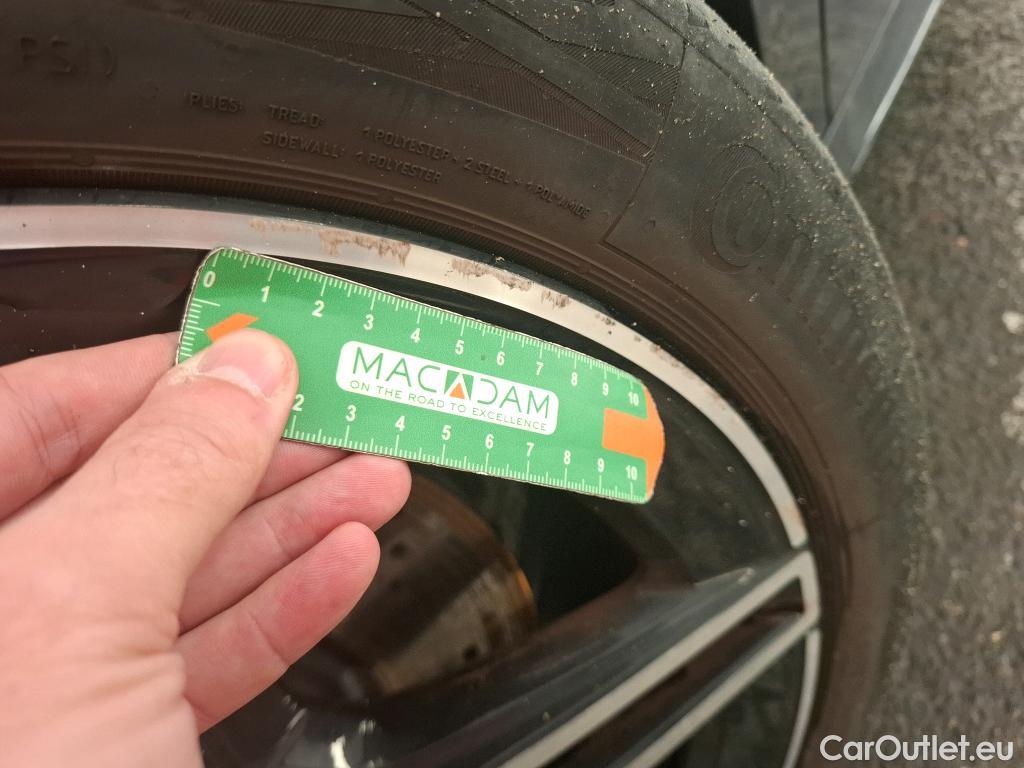 PSI)
PLIES: TREAD: 1 POLYESTER + 2 STEEL + 1 POLYAMIDE
SIDEWALL: 1 POLYESTER
0 1 2 3 4 5 6 7 8 9 10
MACADAM
ON THE ROAD TO EXCELLENCE
2 3 4 5 6 7 8 9 10
CarOutlet.eu